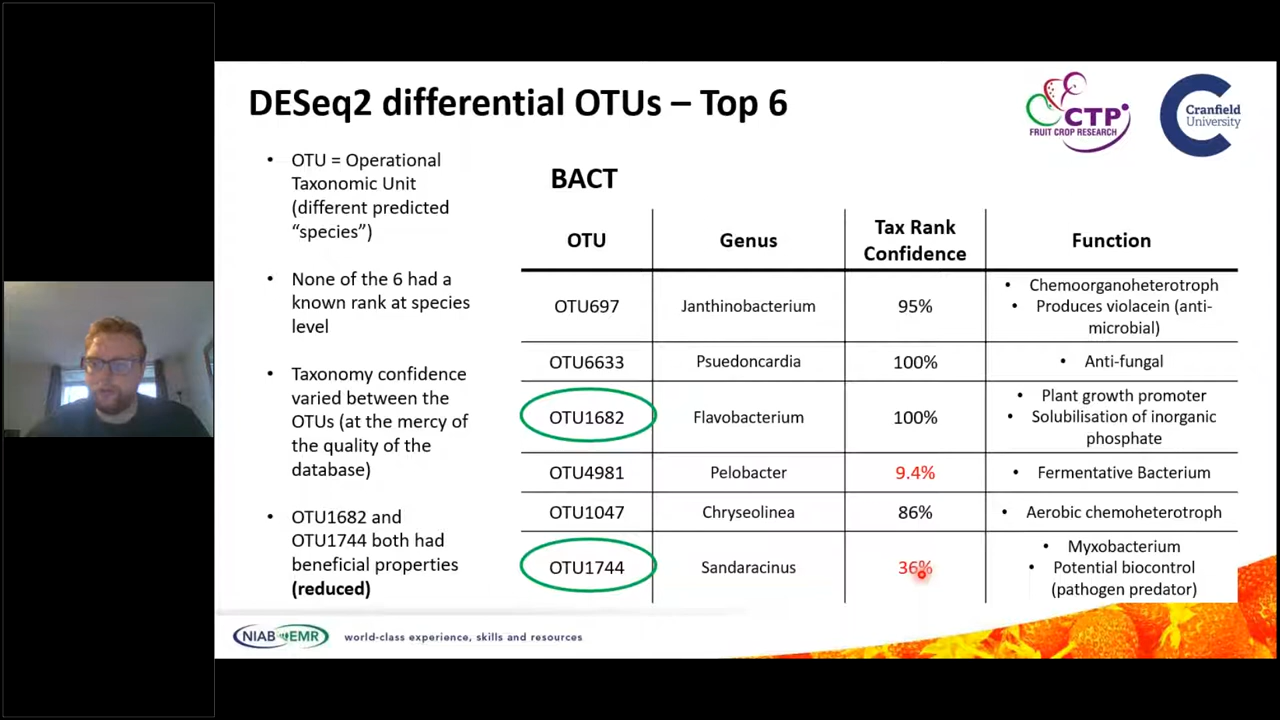 DESeq2 differential OTUs – Top 6
CTP
FRUIT CROP RESEARCH
Cranfield
University
• OTU = Operational
Taxonomic Unit
(different predicted
“species”)
• None of the 6 had a
known rank at species
level
• Taxonomy confidence
varied between the
OTUs (at the mercy of
the quality of the
database)
• OTU1682 and
OTU1744 both had
beneficial properties
(reduced)
BACT
OTU Genus Tax Rank Confidence Function
OTU697 Janthinobacterium 95% • Chemoorganoheterotroph
• Produces violacein (anti-
microbial)
OTU6633 Psuedoncardia 100% • Anti-fungal
OTU1682 Flavobacterium 100% • Plant growth promoter
• Solubilisation of inorganic
phosphate
OTU4981 Pelobacter 9.4% • Fermentative Bacterium
OTU1047 Chryseolinea 86% • Aerobic chemoheterotroph
OTU1744 Sandaracinus 36% • Myxobacterium
• Potential biocontrol
(pathogen predator)
NIAB EMR world-class experience, skills and resources